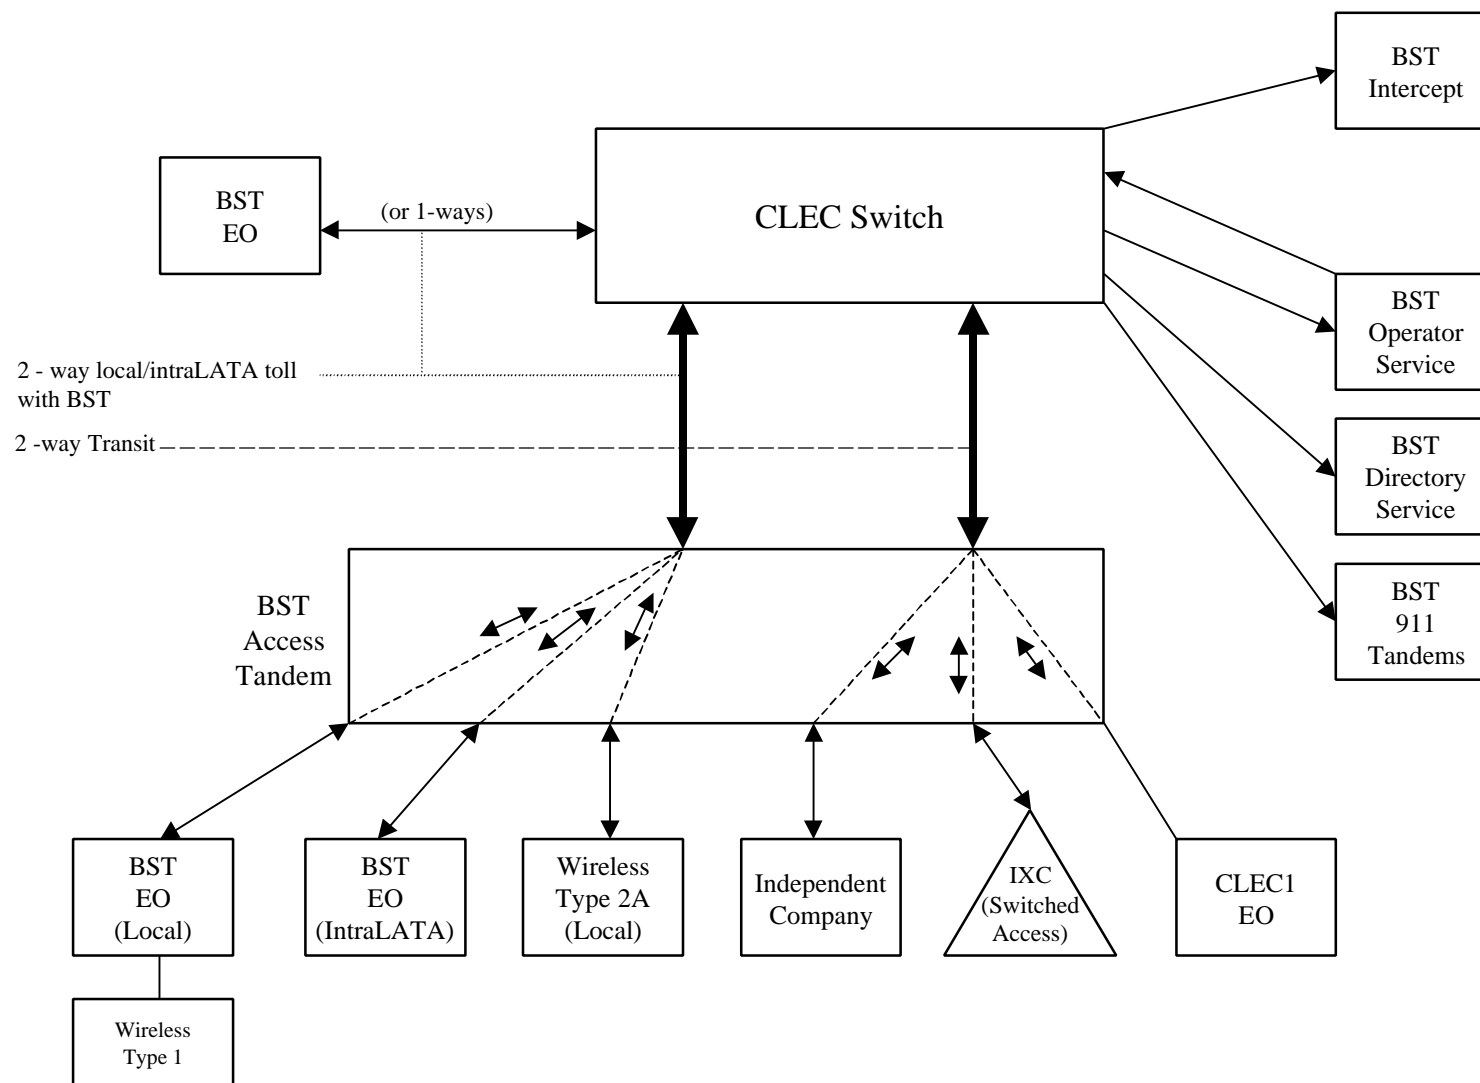 BST
Intercept
BST
EO
(or 1-ways)
CLEC Switch
BST
Operator
Service
2 - way local/intraLATA toll
with BST
2 -way Transit
BST
Directory
Service
BST
911
Tandems
BST
Access
Tandem
BST
EO
(Local)
BST
EO
(IntraLATA)
Wireless
Type 2A
(Local)
Independent
Company
IXC
(Switched
Access)
CLEC1
EO
Wireless
Type 1